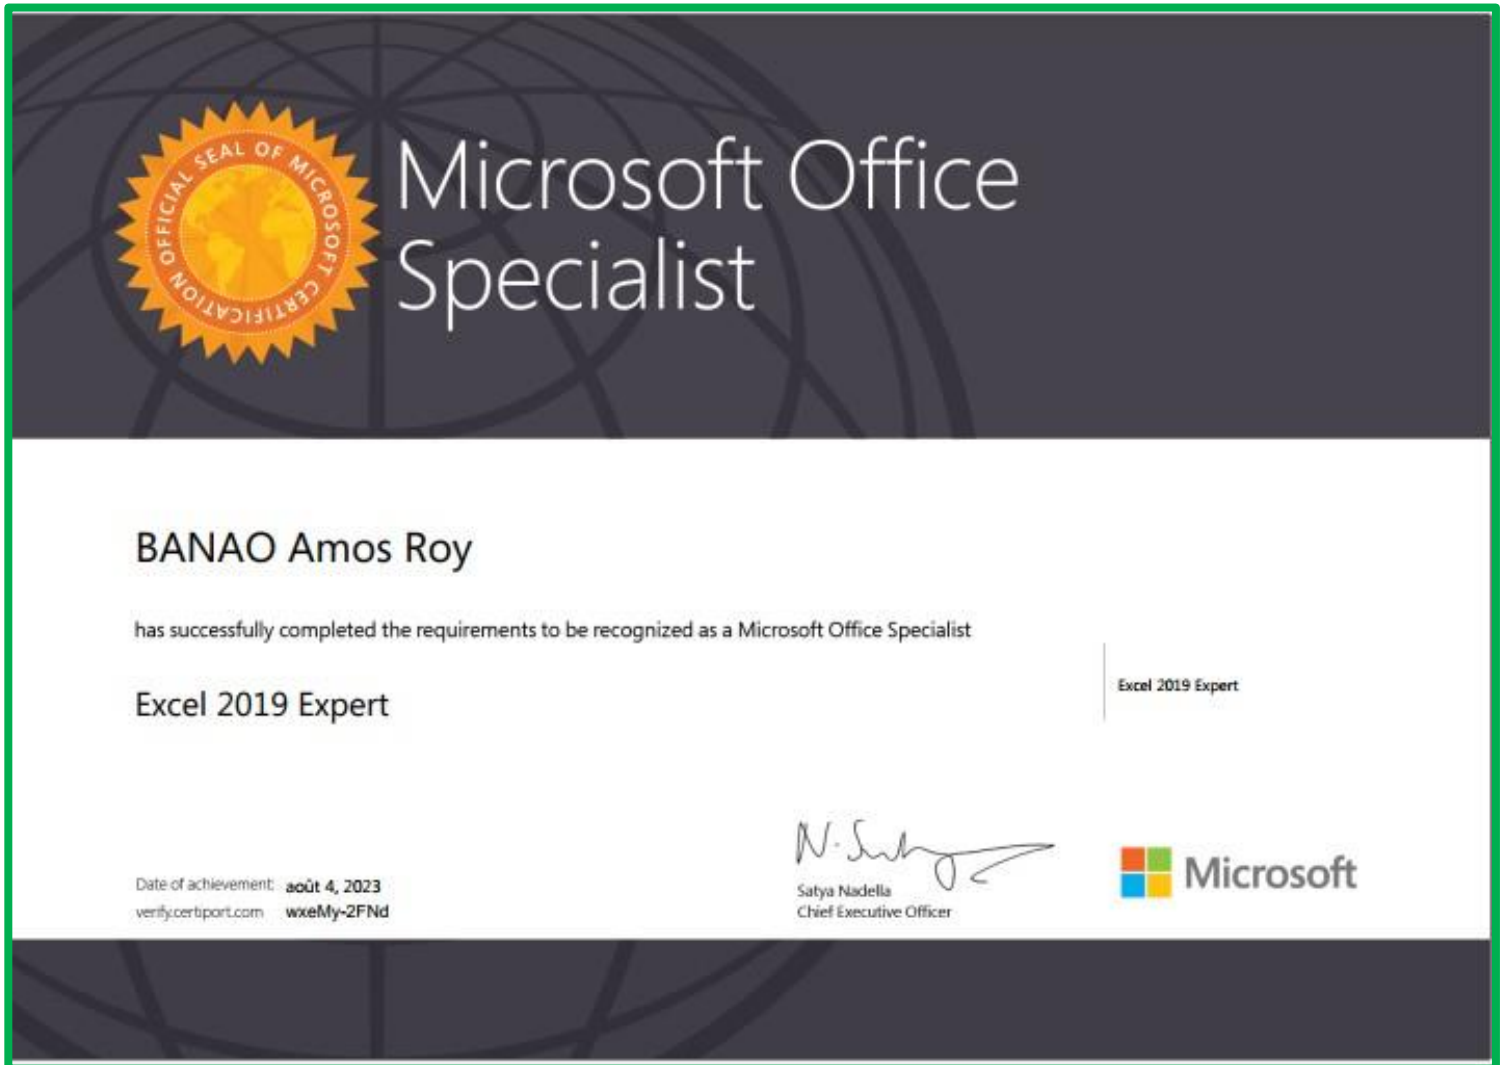 OFFICIAL SEAL OF MICROSOFT CERTIFICATION
Microsoft Office
Specialist
BANAO Amos Roy
has successfully completed the requirements to be recognized as a Microsoft Office Specialist
Excel 2019 Expert
Excel 2019 Expert
N. Satya
Satya Nadella
Chief Executive Officer
Microsoft
Date of achievement: août 4, 2023
verify.certiport.com wxeMy-2FNd